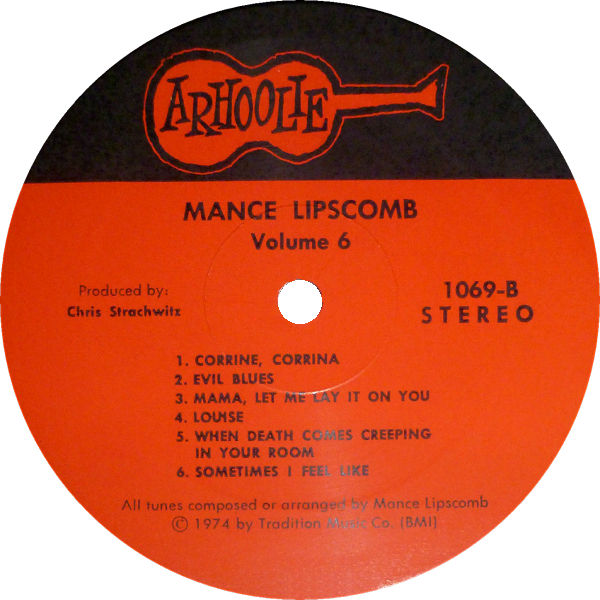 ARHOOLIE
MANCE LIPSCOMB
Volume 6
Produced by:
Chris Strachwitz
1069-B
STEREO
1. CORRINE, CORRINA
2. EVIL BLUES
3. MAMA, LET ME LAY IT ON YOU
4. LOUISE
5. WHEN DEATH COMES CREEPING
IN YOUR ROOM
6. SOMETIMES I FEEL LIKE
All tunes composed or arranged by Mance Lipscomb
© 1974 by Tradition Music Co. (BMI)